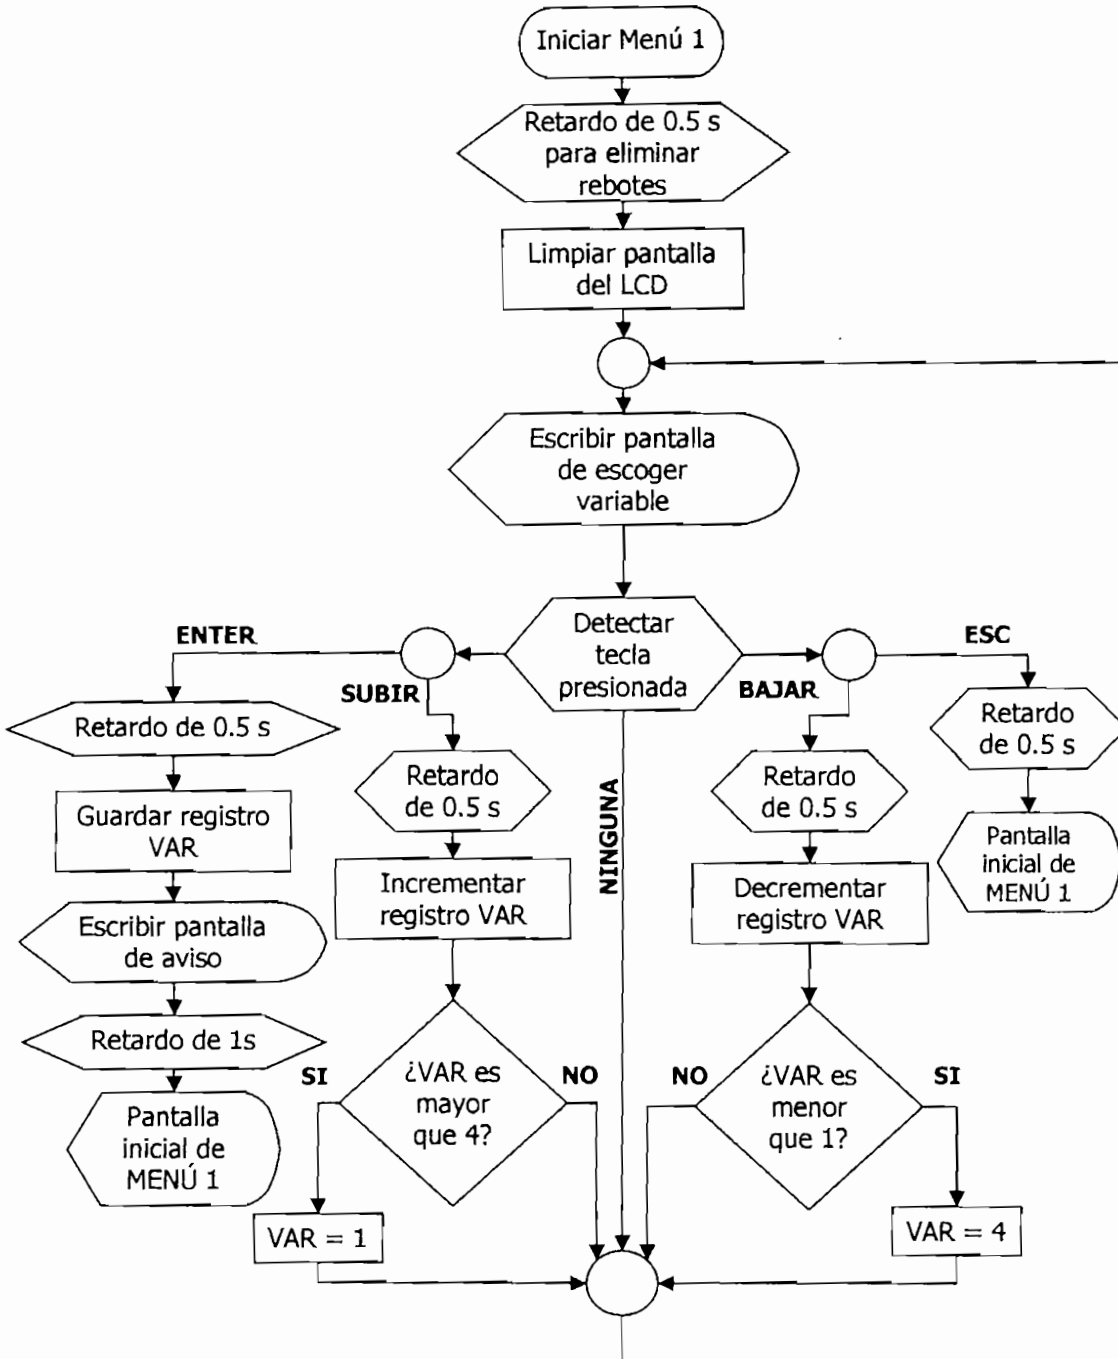 Iniciar Menú 1
Retardo de 0.5 s
para eliminar
rebotes
Limpiar pantalla
del LCD
Escribir pantalla
de escoger
variable
Detectar
tecla
presionada
ENTER
SUBIR
NINGUNA
BAJAR
ESC
Retardo de 0.5 s
Guardar registro
VAR
Escribir pantalla
de aviso
Retardo de 1s
Pantalla
inicial de
MENÚ 1
Retardo
de 0.5 s
Incrementar
registro VAR
¿VAR es
mayor
que 4?
SI
NO
VAR = 1
Retardo
de 0.5 s
Decrementar
registro VAR
¿VAR es
menor
que 1?
NO
SI
VAR = 4
Retardo
de 0.5 s
Pantalla
inicial de
MENÚ 1